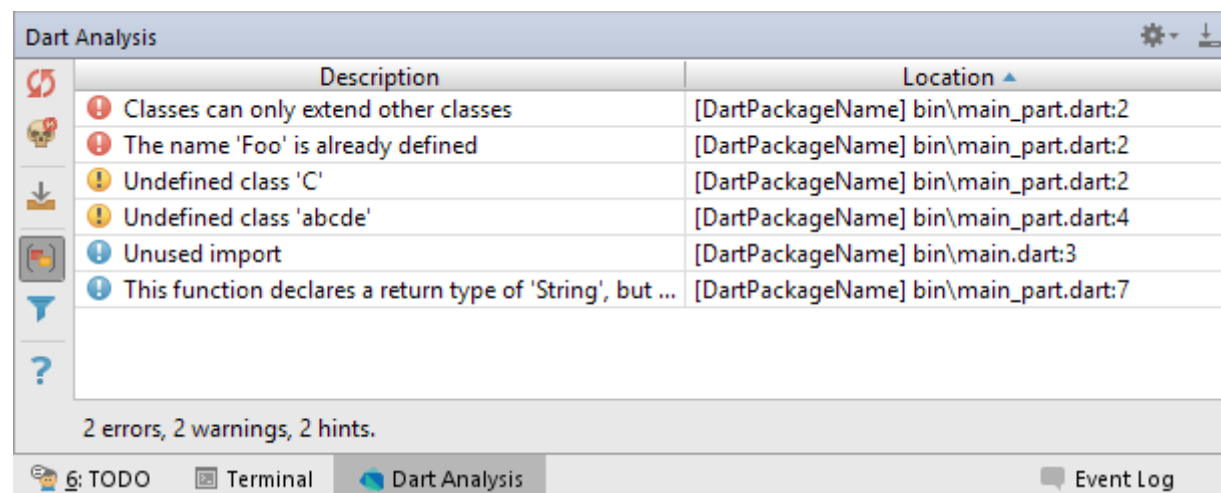 Dart Analysis
Description Location
Classes can only extend other classes [DartPackageName] bin\main_part.dart:2
The name 'Foo' is already defined [DartPackageName] bin\main_part.dart:2
Undefined class 'C' [DartPackageName] bin\main_part.dart:2
Undefined class 'abcde' [DartPackageName] bin\main_part.dart:4
Unused import [DartPackageName] bin\main.dart:3
This function declares a return type of 'String', but ... [DartPackageName] bin\main_part.dart:7
2 errors, 2 warnings, 2 hints.
6: TODO Terminal Dart Analysis Event Log